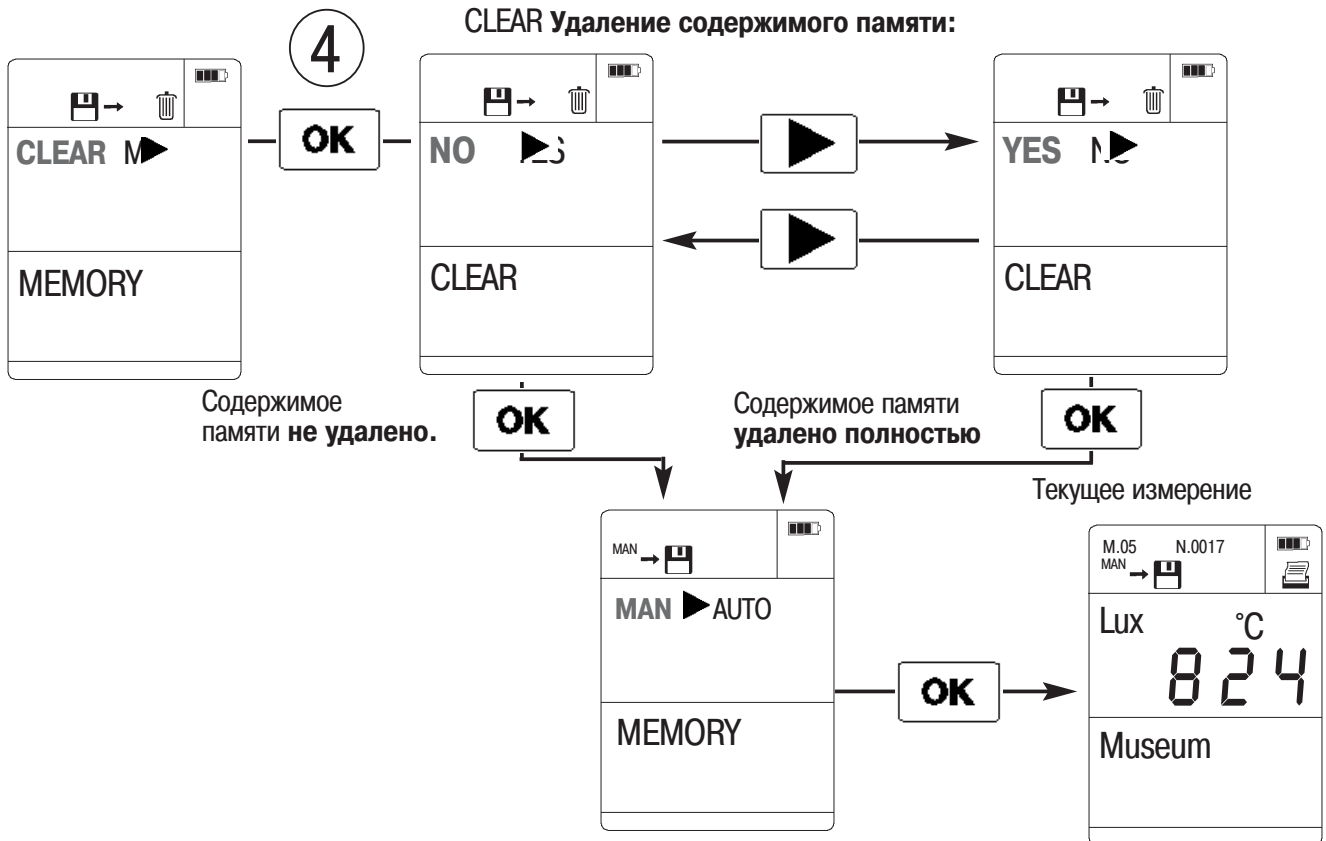 CLEAR Удаление содержимого памяти:
4
CLEAR M
MEMORY
OK
NO
CLEAR
YES
CLEAR
Содержимое
памяти не удалено.
OK
Содержимое памяти
удалено полностью
OK
MAN
MAN AUTO
MEMORY
OK
Текущее измерение
M.05 N.0017
MAN
Lux °C
824
Museum